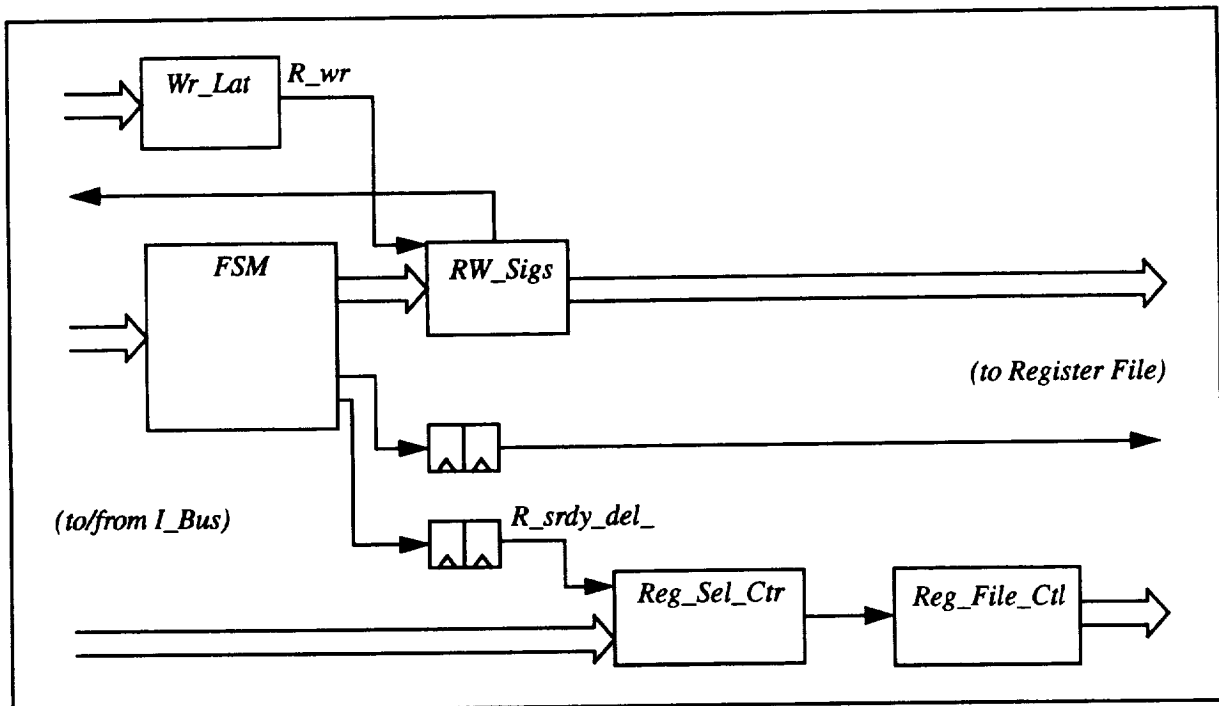 Wr_Lat
R_wr
FSM
RW_Sigs
(to Register File)
(to/from I_Bus)
R_srdy_del_
Reg_Sel_Ctr
Reg_File_Ctl